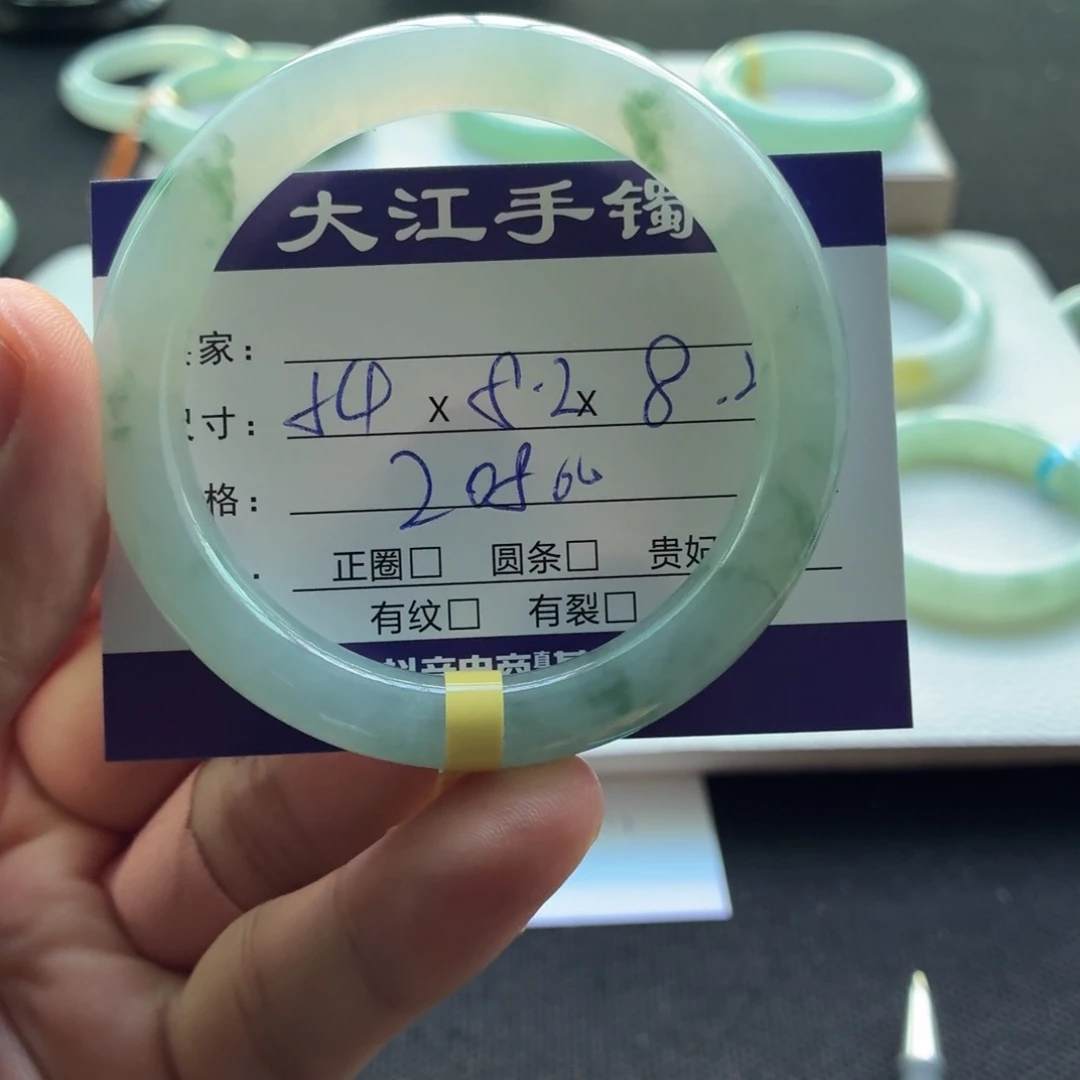 大江手镯
家：
寸： 54 x 8.2 x 8.2
格：
正圈□ 圆条□ 贵妃
有纹□ 有裂□